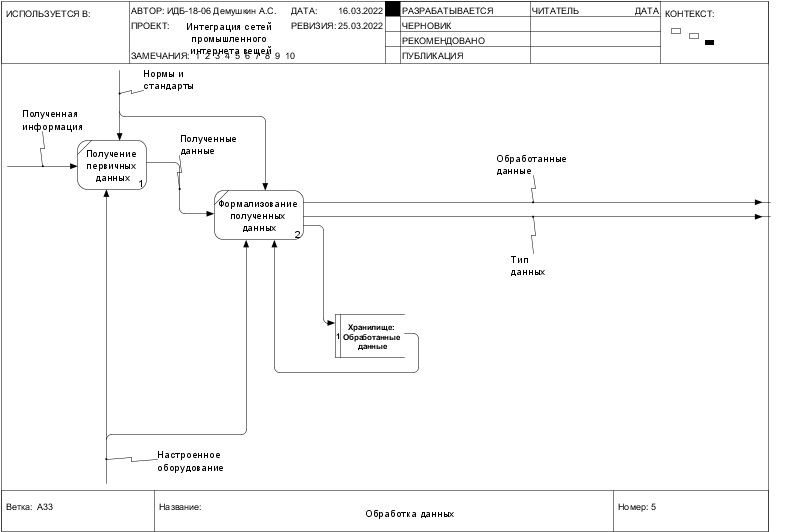 ИСПОЛЬЗУЕТСЯ В:
АВТОР: ИДБ-18-06 Демушкин А.С.
ДАТА: 16.03.2022
ПРОЕКТ: Интеграция сетей
промышленного
интернета вещей
РЕВИЗИЯ: 25.03.2022
ЗАМЕЧАНИЯ: 1 2 3 4 5 6 7 8 9 10
РАЗРАБАТЫВАЕТСЯ
ЧЕРНОВИК
РЕКОМЕНДОВАНО
ПУБЛИКАЦИЯ
ЧИТАТЕЛЬ ДАТА
КОНТЕКСТ:
Нормы и
стандарты
Полученная
информация
Получение
первичных
данных
1
Полученные
данные
Формализование
полученных
данных
2
Обработанные
данные
Тип
данных
1
Хранилище:
Обработанные
данные
Настроенное
оборудование
Ветка: А33
Название:
Обработка данных
Номер: 5